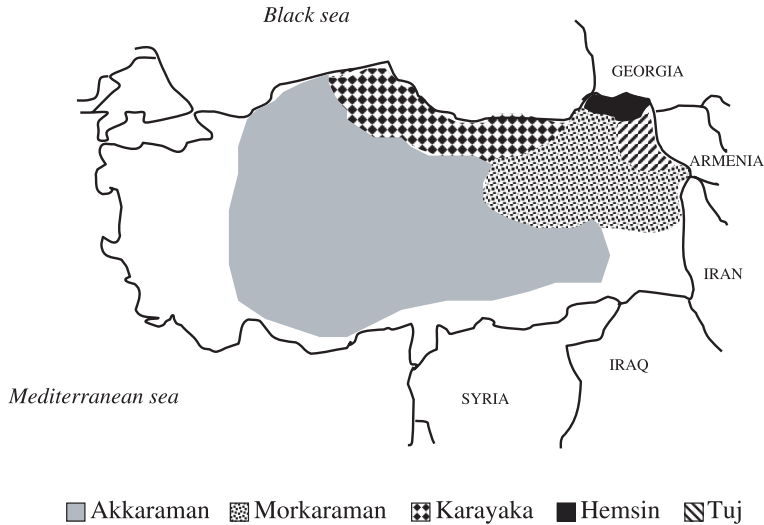 Black sea
GEORGIA
ARMENIA
IRAN
IRAQ
Mediterranean sea
SYRIA
Akkaraman Morkaraman Karayaka Hemsin Tuj